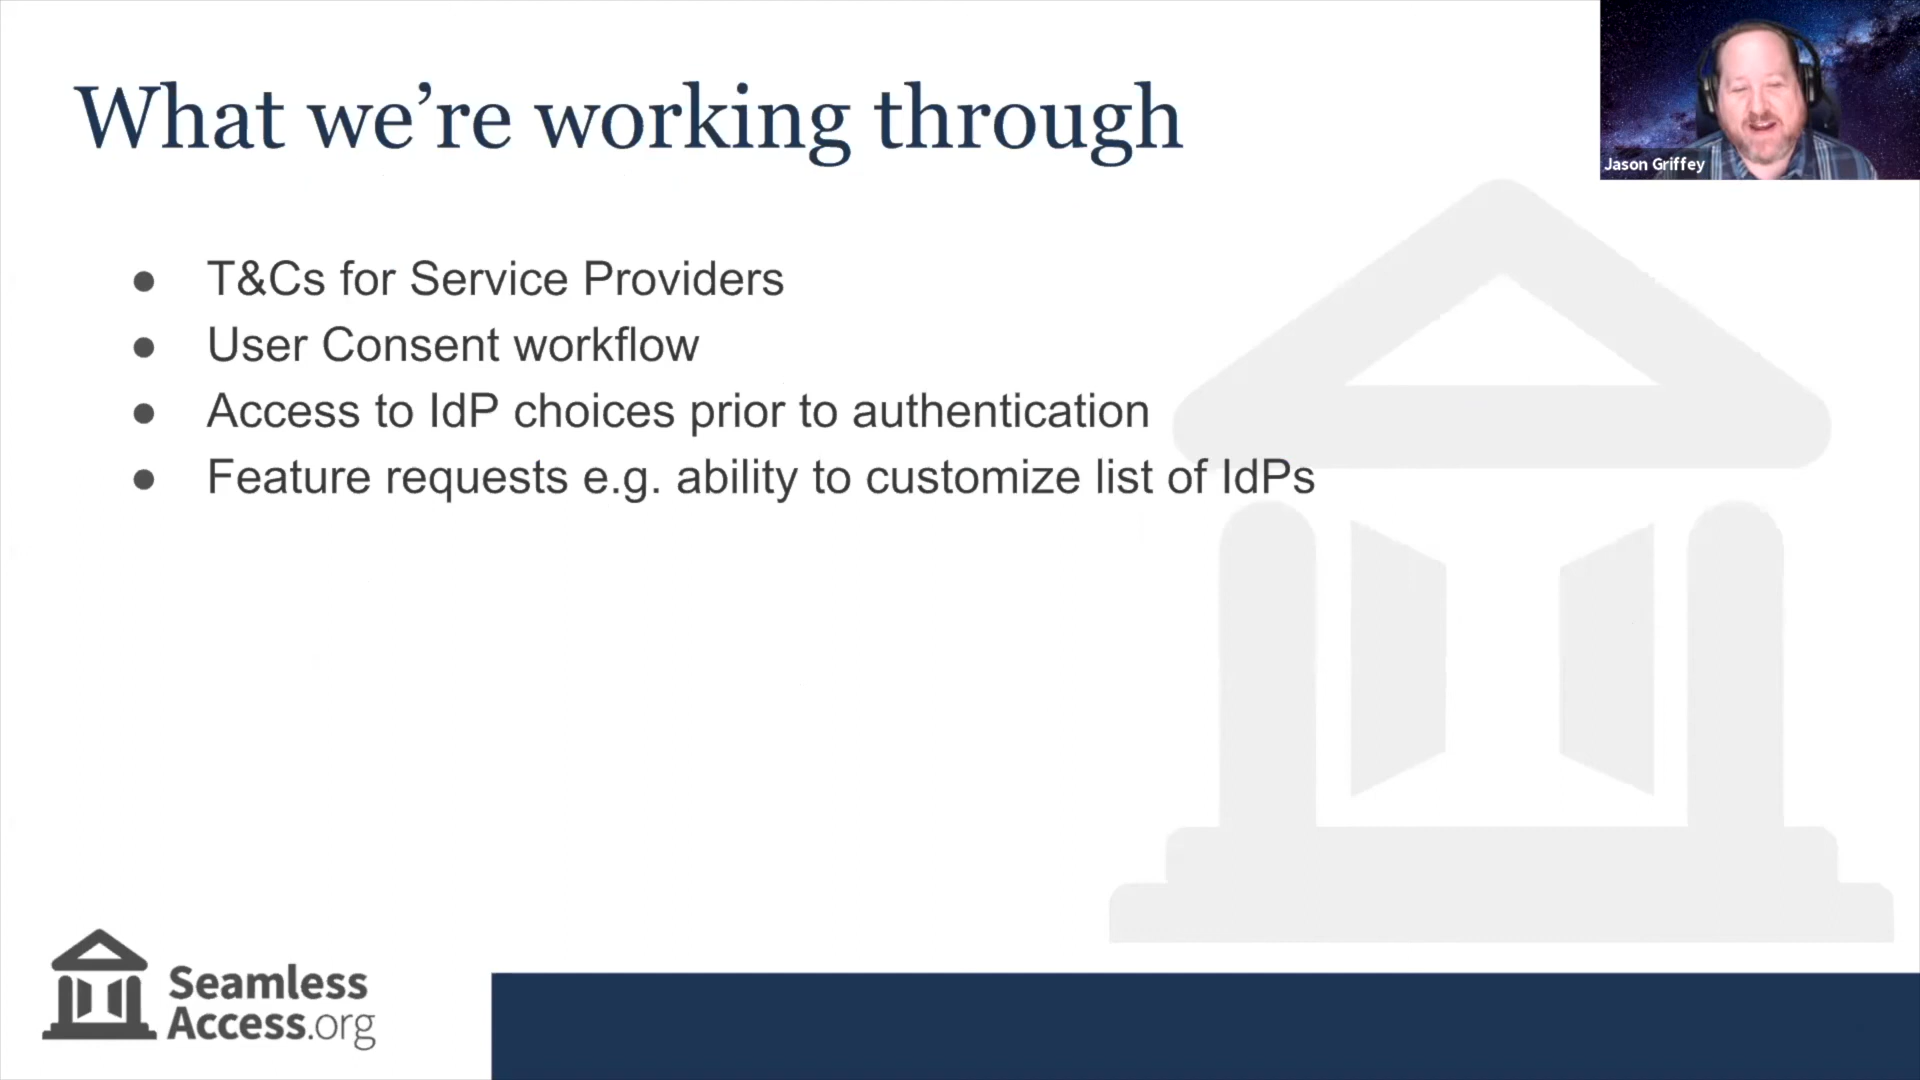 What we’re working through
Jason Griffey
● T&Cs for Service Providers
● User Consent workflow
● Access to IdP choices prior to authentication
● Feature requests e.g. ability to customize list of IdPs
Seamless
Access.org